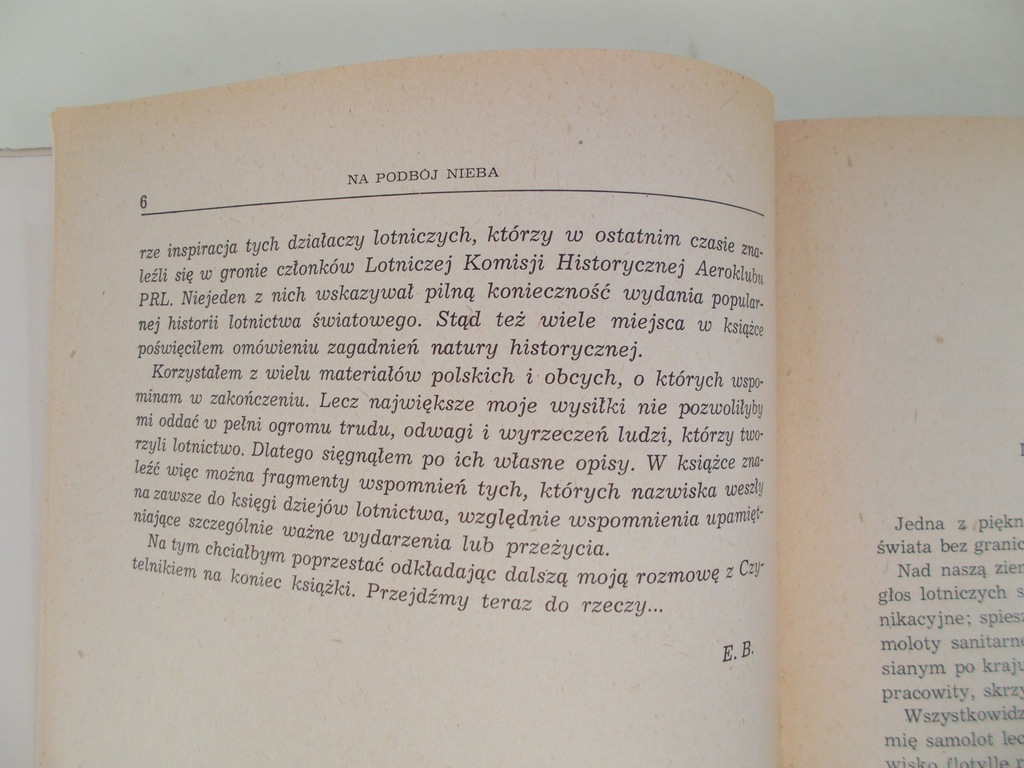 6
NA PODBÓJ NIEBA
rze inspiracja tych działaczy lotniczych, którzy w ostatnim czasie zna-
leźli się w gronie członków Lotniczej Komisji Historycznej Aeroklubu
PRL. Niejeden z nich wskazywał pilną konieczność wydania popular-
nej historii lotnictwa światowego. Stąd też wiele miejsca w książce
poświęciłem omówieniu zagadnień natury historycznej.
Korzystałem z wielu materiałów polskich i obcych, o których wspo-
minam w zakończeniu. Lecz największe moje wysiłki nie pozwoliłyby
mi oddać w pełni ogromu trudu, odwagi i wyrzeczeń ludzi, którzy two-
rzyli lotnictwo. Dlatego sięgnąłem po ich własne opisy. W książce zna-
leźć więc można fragmenty wspomnień tych, których nazwiska weszły
na zawsze do księgi dziejów lotnictwa, względnie wspomnienia upamięt-
niające szczególnie ważne wydarzenia lub przeżycia.
Na tym chciałbym poprzestać odkładając dalszą moją rozmowę z Czy-
telnikiem na koniec książki. Przejdźmy teraz do rzeczy...
E. B.
Jedna z piękn
świata bez granic
Nad naszą ziem
głos lotniczych s
nikacyjne; spiesz
moloty sanitarne
sianym po kraju
pracowity, skrzy
Wszystkowidz
mię samolot lec
wisko flotylle r